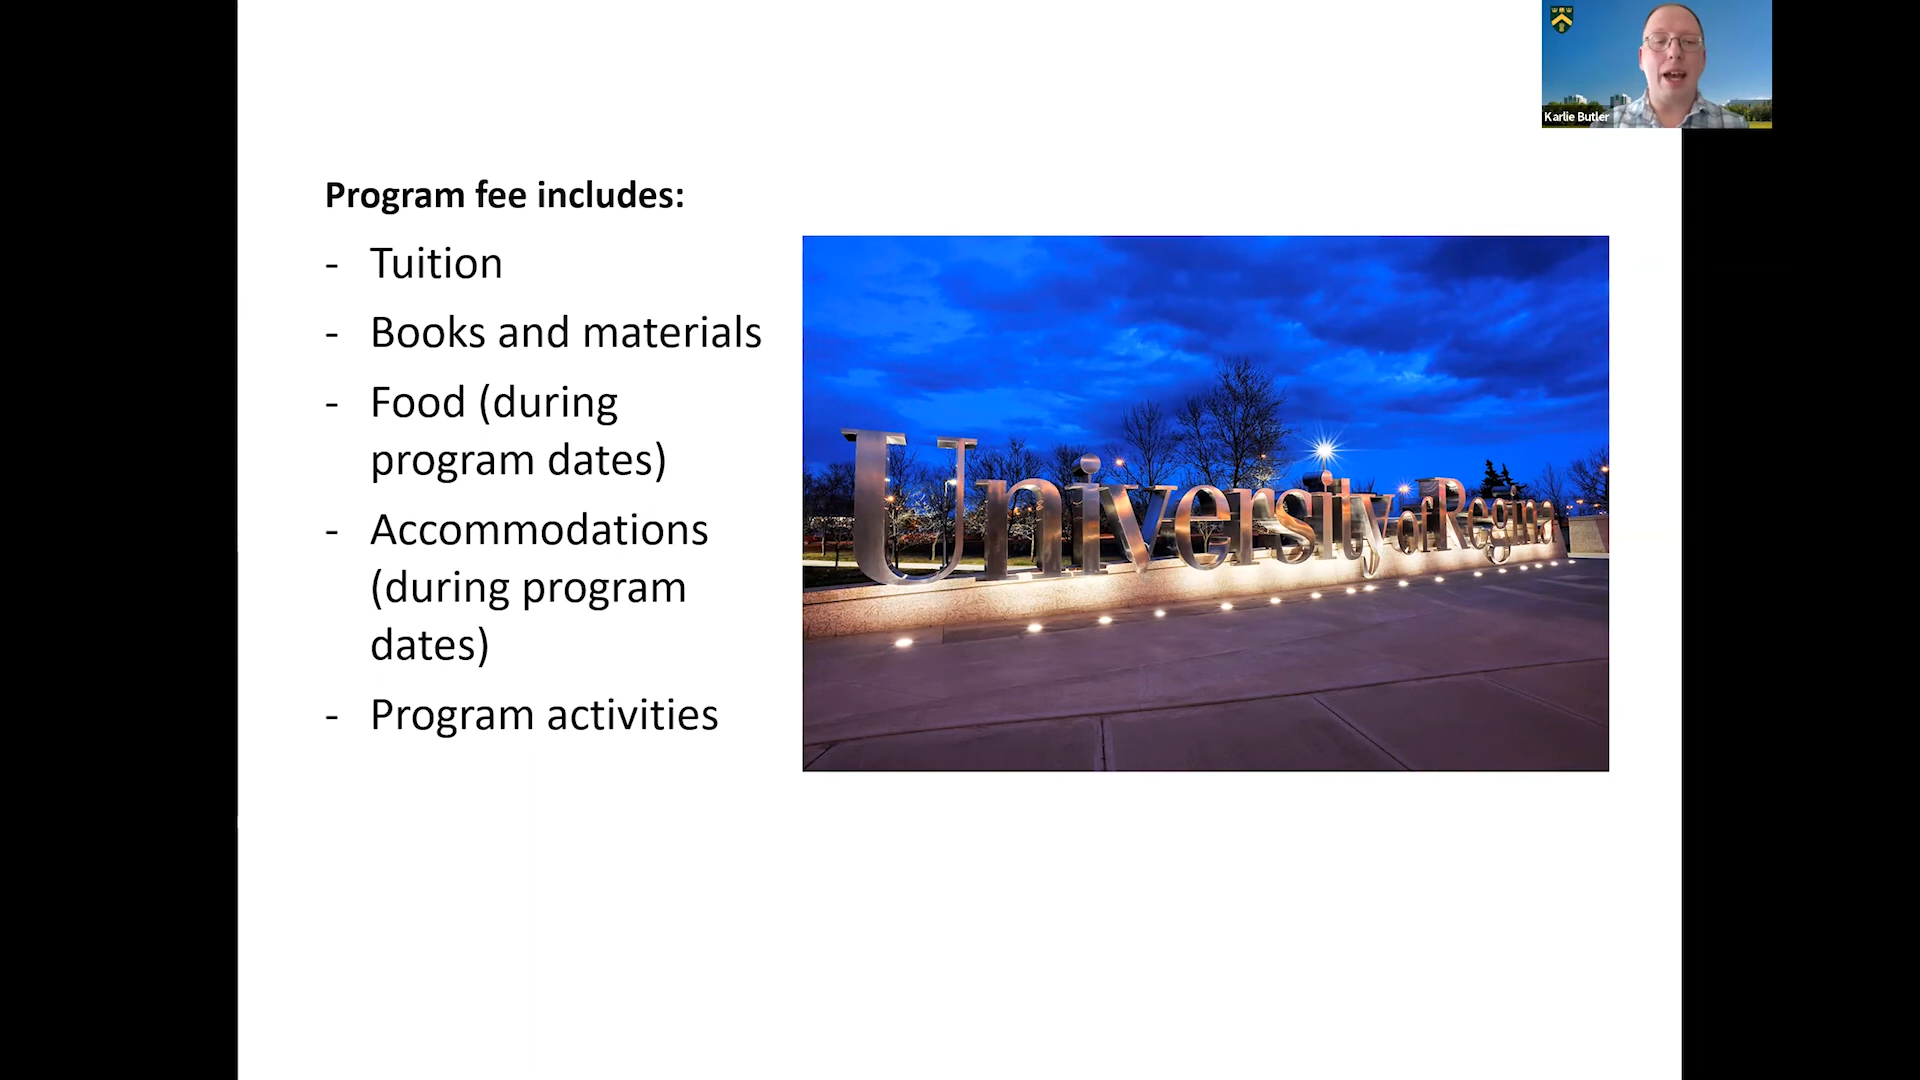 Karlie Butler
Program fee includes:
- Tuition
- Books and materials
- Food (during
program dates)
- Accommodations
(during program
dates)
- Program activities
University of Regina